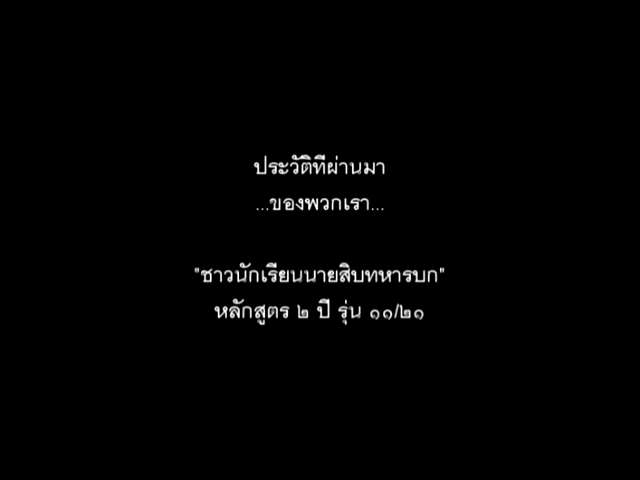 ประวัติที่ผ่านมา
...ของพวกเรา...
"ชาวนักเรียนนายสิบทหารบก"
หลักสูตร ๒ ปี รุ่น ๑๑/๒๑